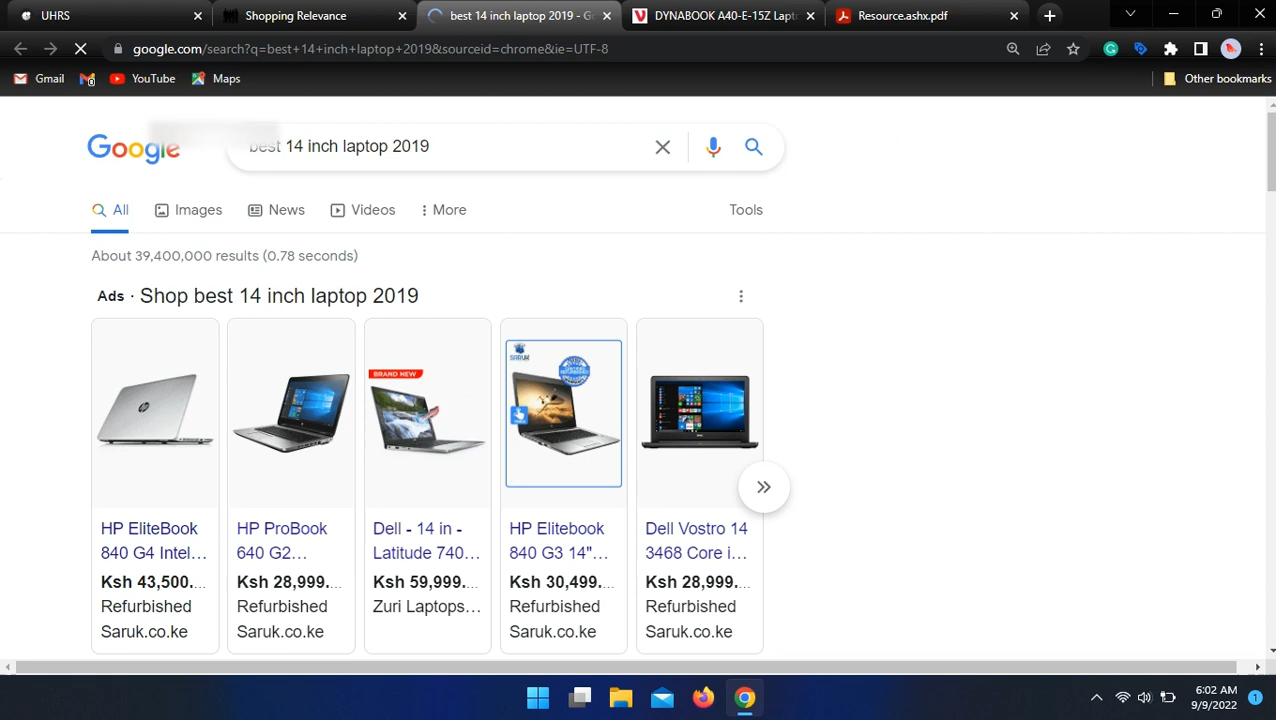 UHRS
Shopping Relevance
best 14 inch laptop 2019 - Go
DYNABOOK A40-E-15Z Lapt
Resource.ashx.pdf
google.com/search?q=best+14+inch+laptop+2019&sourceid=chrome&ie=UTF-8
Gmail
YouTube
Maps
Other bookmarks
Google
best 14 inch laptop 2019
All
Images
News
Videos
More
Tools
About 39,400,000 results (0.78 seconds)
Ads · Shop best 14 inch laptop 2019
BRAND NEW
SARUK
HP EliteBook
840 G4 Intel...
Ksh 43,500....
Refurbished
Saruk.co.ke
HP ProBook
640 G2...
Ksh 28,999....
Refurbished
Saruk.co.ke
Dell - 14 in -
Latitude 740...
Ksh 59,999....
Zuri Laptops...
HP Elitebook
840 G3 14"...
Ksh 30,499....
Refurbished
Saruk.co.ke
Dell Vostro 14
3468 Core i...
Ksh 28,999....
Refurbished
Saruk.co.ke
6:02 AM
9/9/2022
1